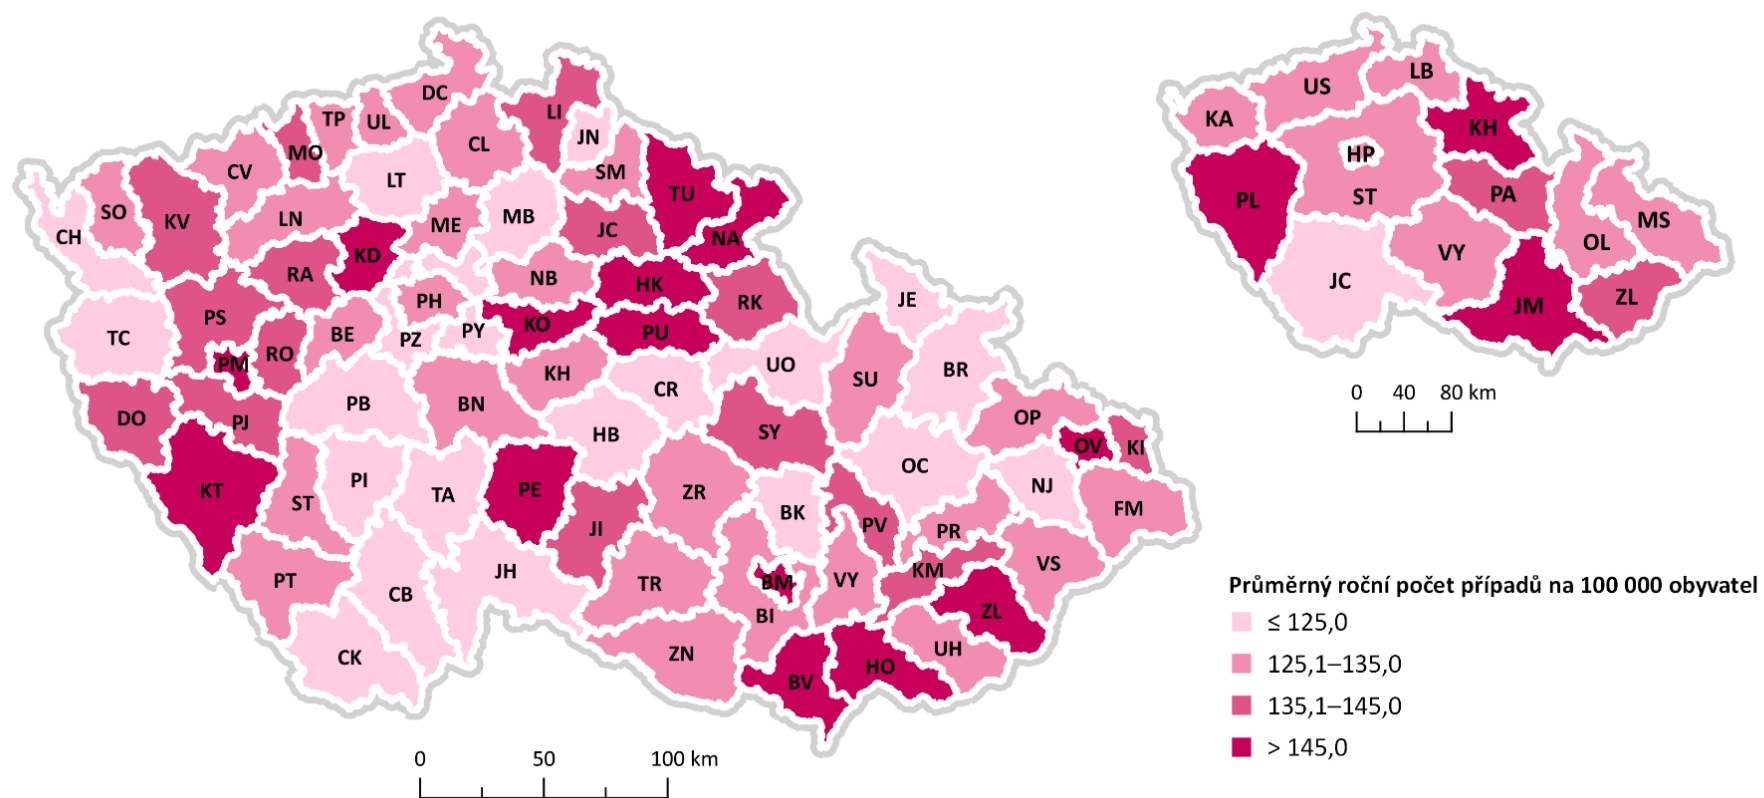 DC
LI
TP
UL
JN
MO
CL
CV
LT
SM
TU
SO
KV
LN
ME
MB
JC
NA
CH
KD
RA
NB
HK
PH
RK
JE
PS
KO
PU
TC
BE
PZ
PY
RO
PM
UO
BR
KH
SU
CR
PB
BN
DO
PJ
OP
SY
HB
OV
KI
OC
KT
PI
TA
PE
ZR
NJ
ST
BK
FM
JI
PV
PR
VS
PT
JH
TR
BM
VY
KM
CB
BI
ZL
CK
ZN
UH
BV
HO
0 50 100 km
US
LB
KA
KH
HP
PL
ST
PA
MS
VY
OL
JC
JM
ZL
0 40 80 km
Průměrný roční počet případů na 100 000 obyvatel
≤ 125,0
125,1–135,0
135,1–145,0
> 145,0